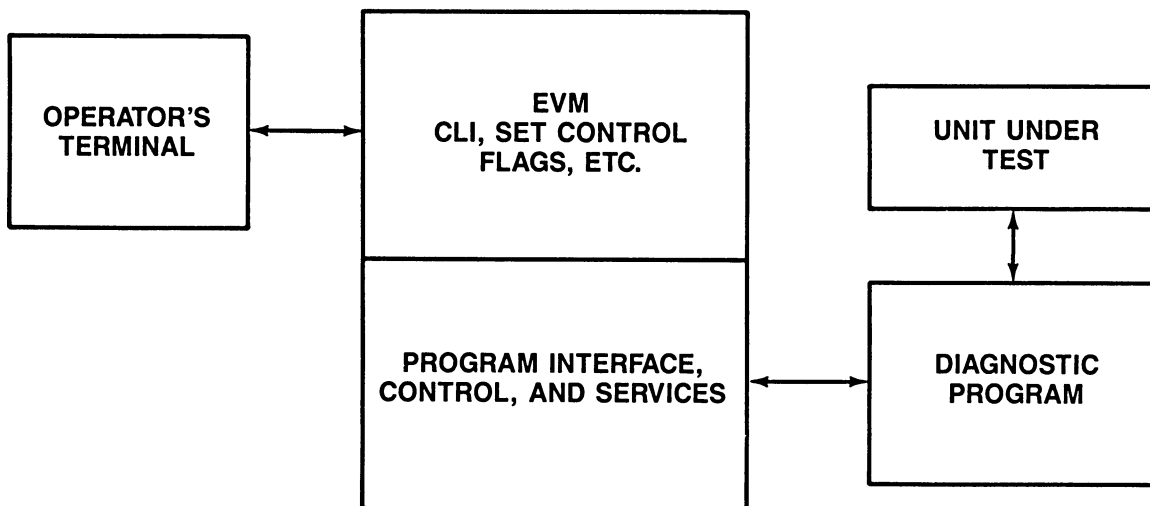 OPERATOR'S
TERMINAL
EVM
CLI, SET CONTROL
FLAGS, ETC.
UNIT UNDER
TEST
PROGRAM INTERFACE,
CONTROL, AND SERVICES
DIAGNOSTIC
PROGRAM